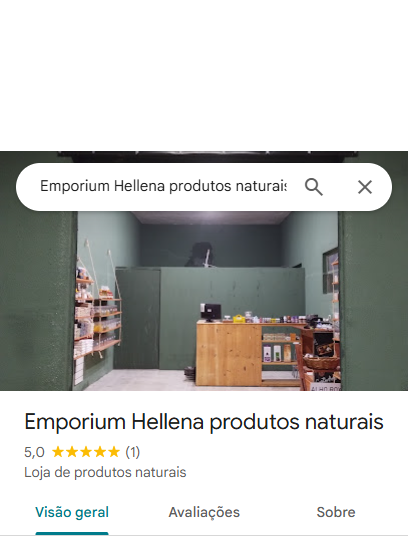 Emporium Hellena produtos naturais
Emporium Hellena produtos naturais
5,0 (1)
Loja de produtos naturais
Visão geral
Avaliações
Sobre